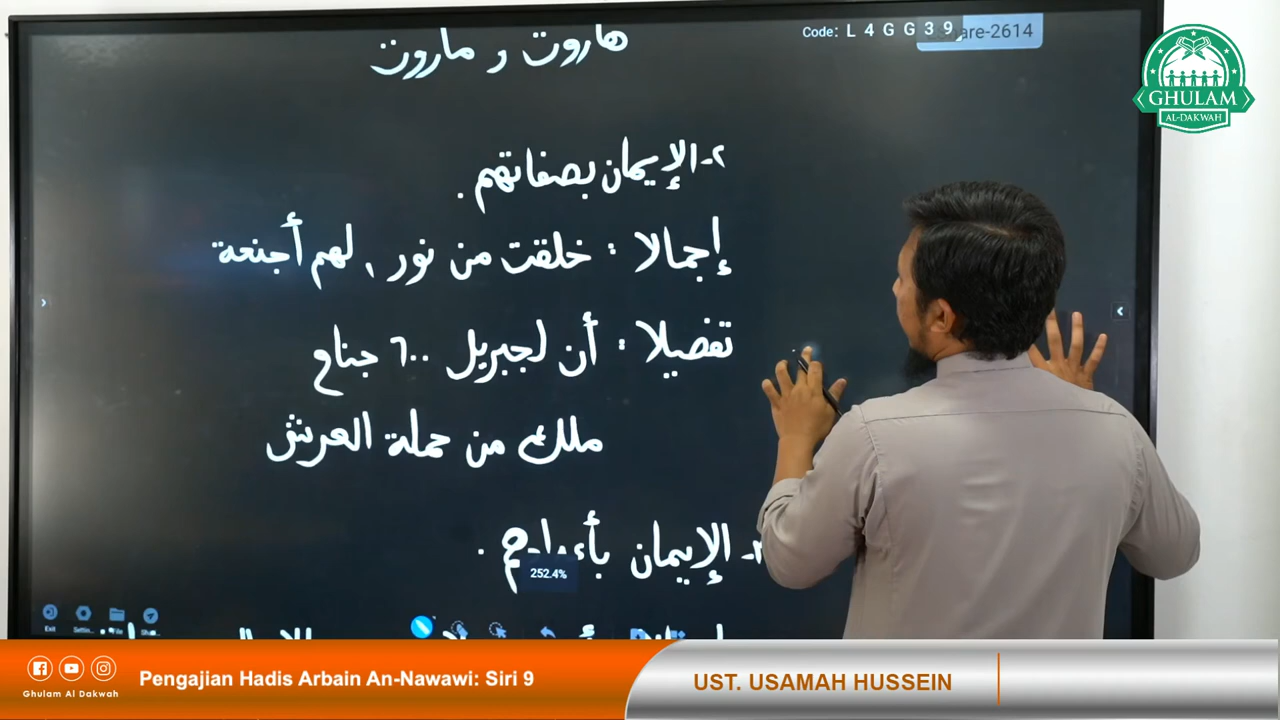 Code: L 4 G G 3 9
are-2614
هاروت و ماروت
٢- الإيمان بصفاتهم .
إجمالا : خلقت من نور ، لهم أجنحة
تفصيلا : أن لجبريل ٦٠٠ جناح
ملك من حملة العرش
الإيمان
252.4%
Exit
GHULAM
AL-DAKWAH
Ghulam Al Dakwah
Pengajian Hadis Arbain An-Nawawi: Siri 9
UST. USAMAH HUSSEIN